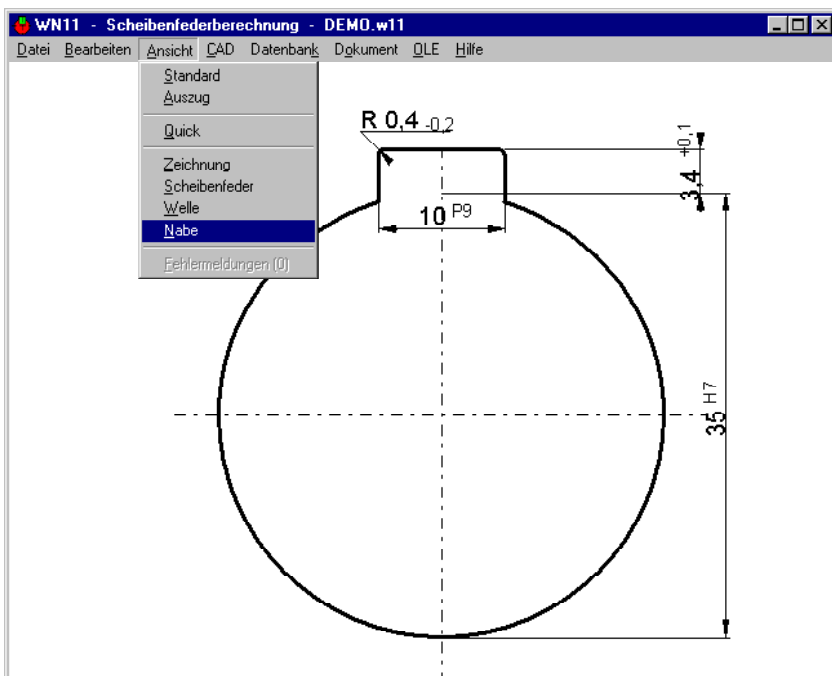 WN11 - Scheibenfederberechnung - DEMO.w11
Datei Bearbeiten Ansicht CAD Datenbank Dokument OLE Hilfe
Standard
Auszug
Quick
Zeichnung
Scheibenfeder
Welle
Nabe
Fehlermeldungen (0)
R 0,4 -0,2
3,4 +0,1
10 P9
35 H7